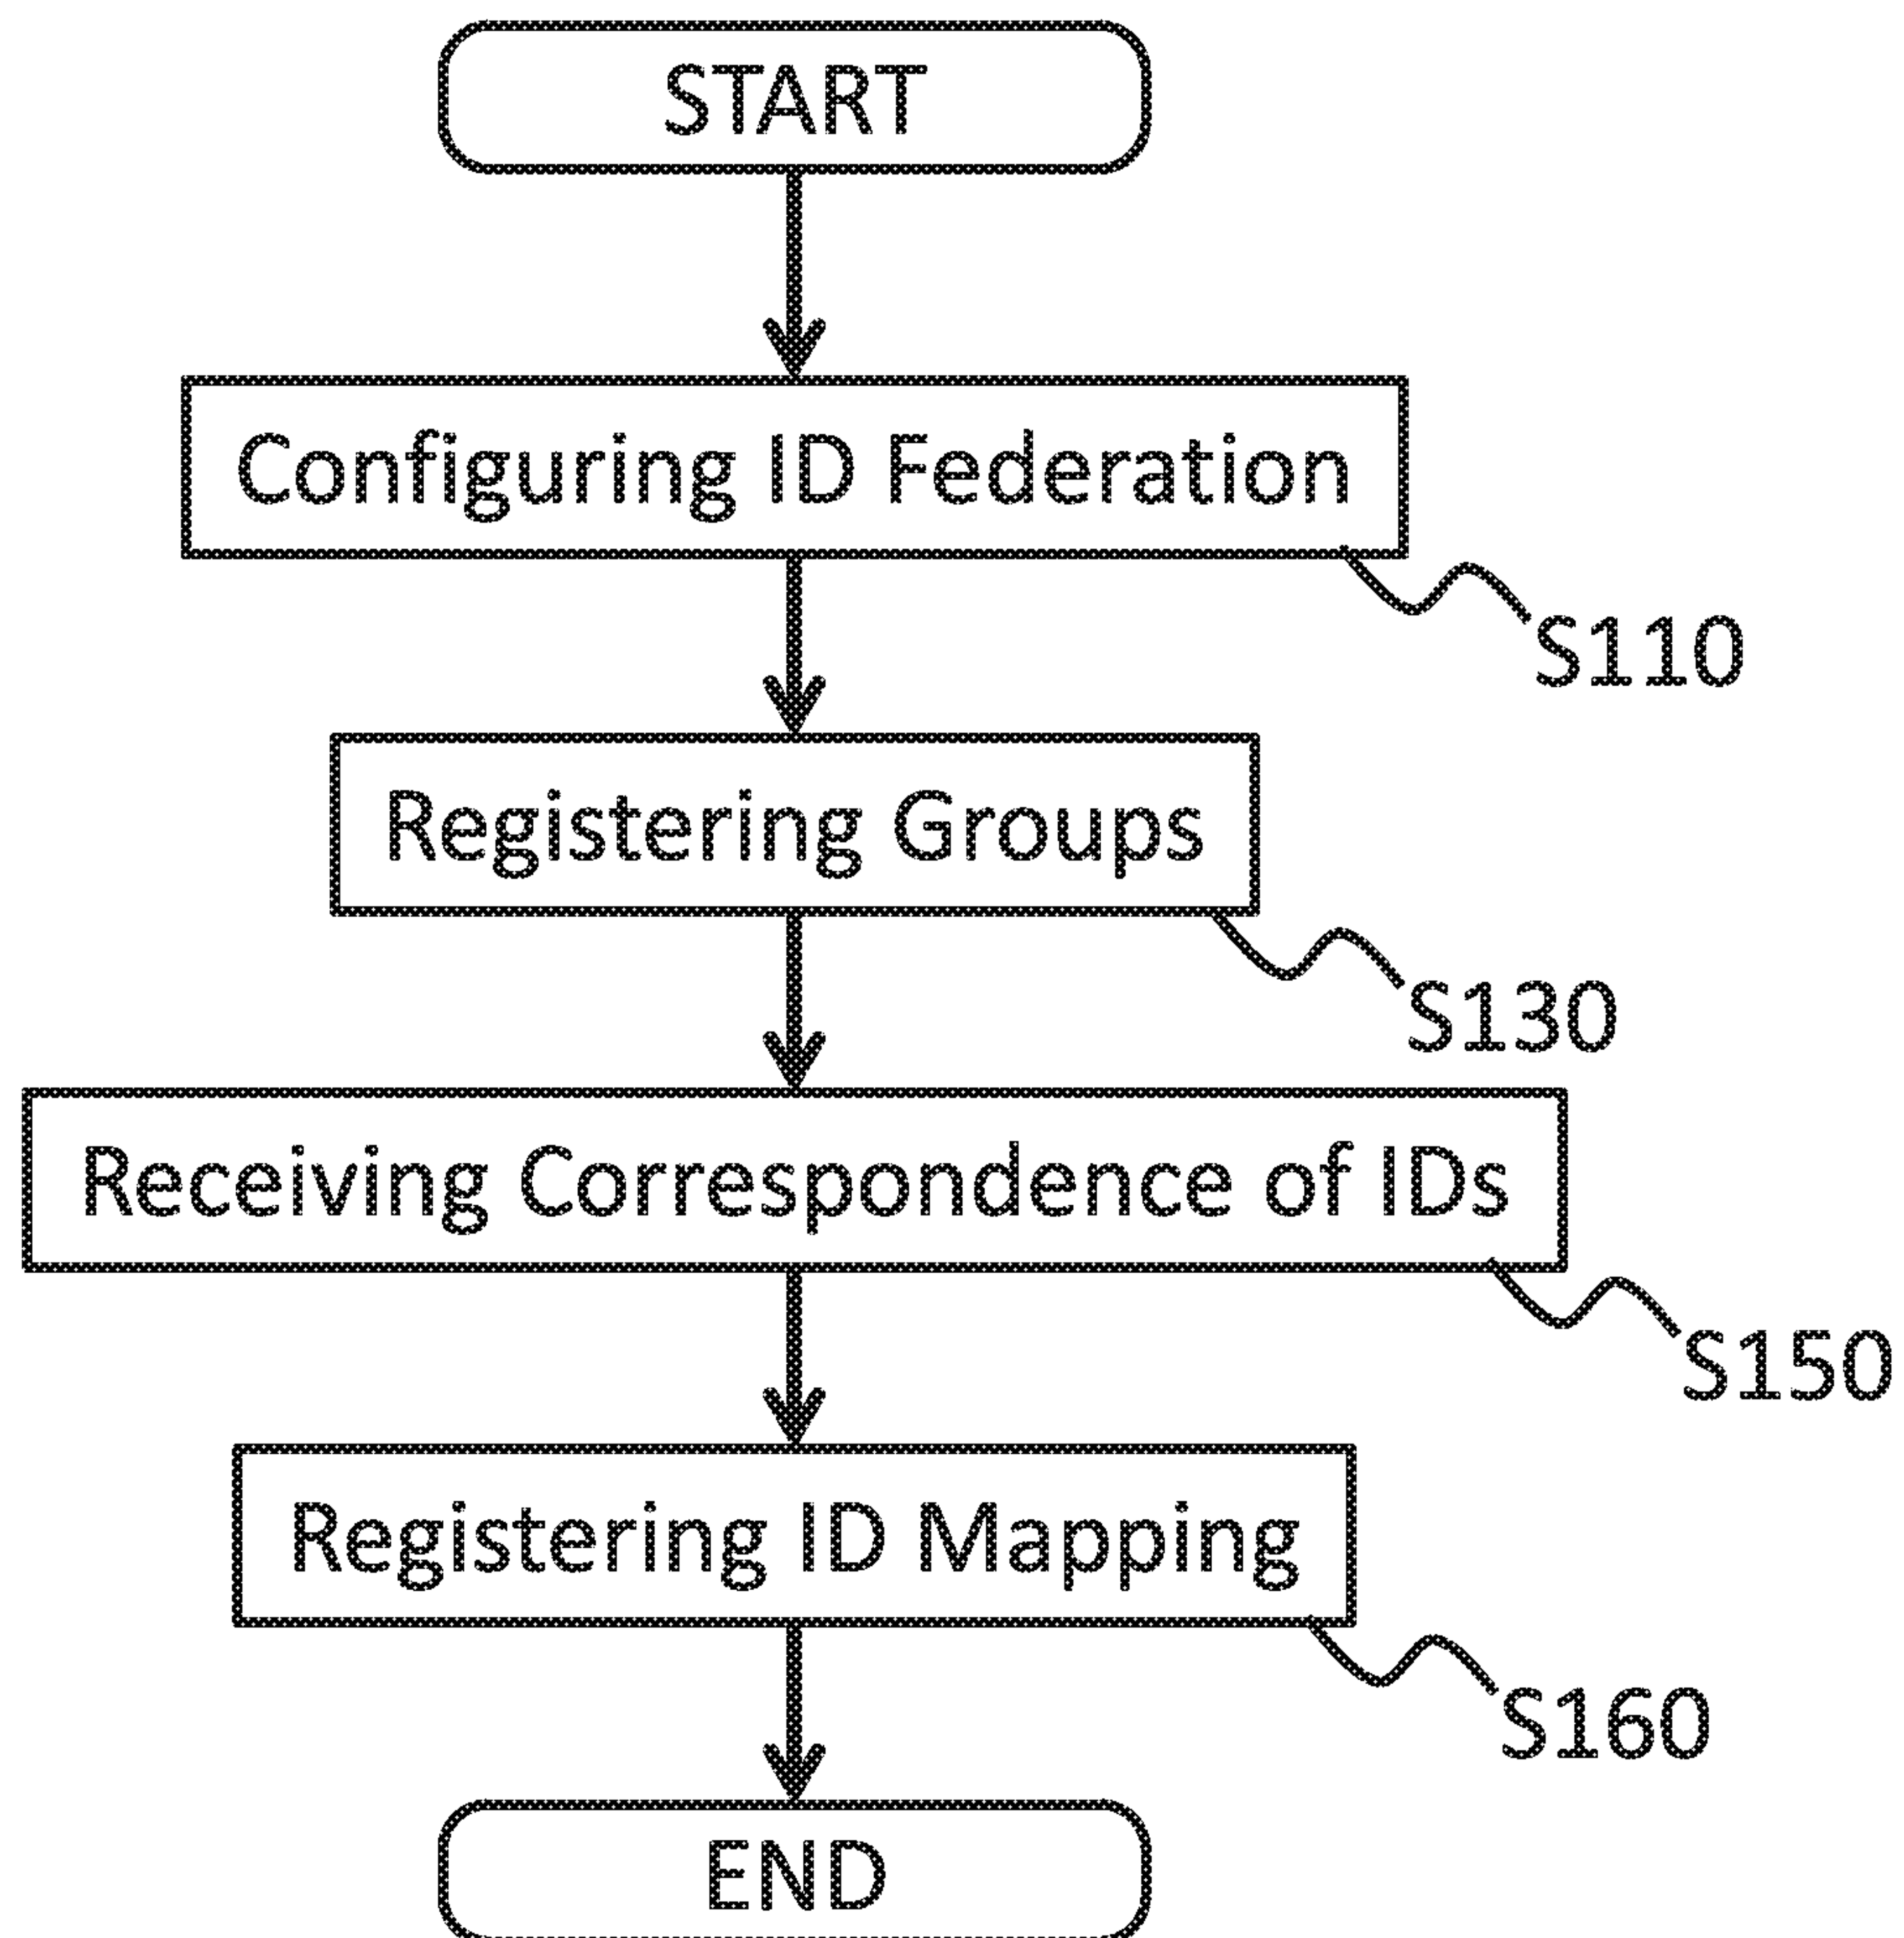 START
Configuring ID Federation
S110
Registering Groups
S130
Receiving Correspondence of IDs
S150
Registering ID Mapping
S160
END